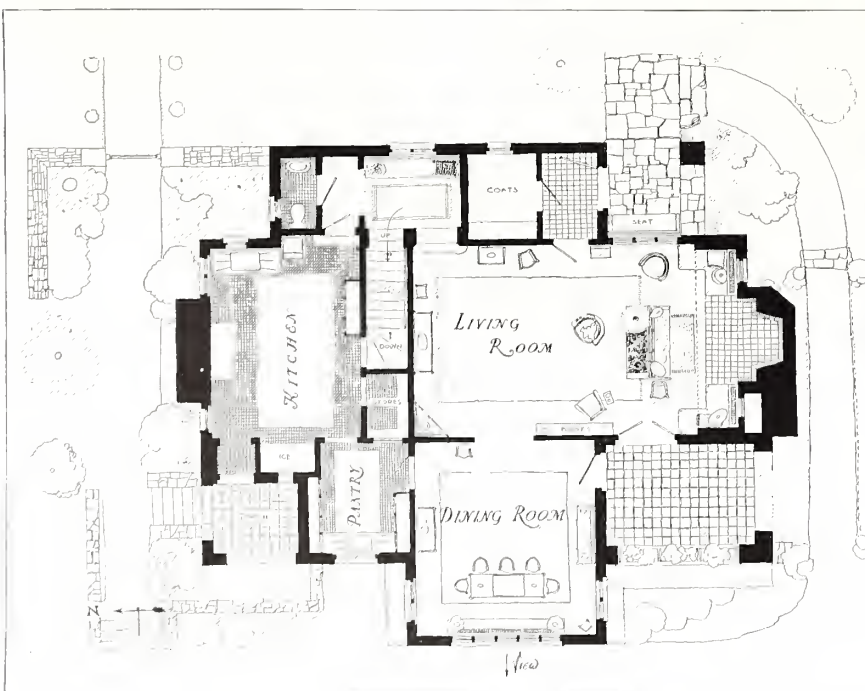 COATS
SEAT
UP
LIVING
ROOM
KITCHEN
DOWN
ICE
PANTRY
DINING ROOM
N
VIEW